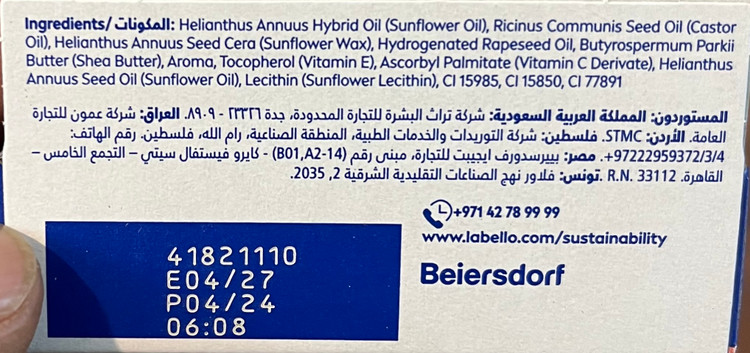 Ingredients/المكونات: Helianthus Annuus Hybrid Oil (Sunflower Oil), Ricinus Communis Seed Oil (Castor
Oil), Helianthus Annuus Seed Cera (Sunflower Wax), Hydrogenated Rapeseed Oil, Butyrospermum Parkii
Butter (Shea Butter), Aroma, Tocopherol (Vitamin E), Ascorbyl Palmitate (Vitamin C Derivate), Helianthus
Annuus Seed Oil (Sunflower Oil), Lecithin (Sunflower Lecithin), CI 15985, CI 15850, CI 77891
المستوردون: المملكة العربية السعودية: شركة تراث البشرة للتجارة المحدودة، جدة ٢٣٣٢٦ - ٨٩٠٩. العراق: شركة عمون للتجارة
العامة. الأردن: STMC. فلسطين: شركة التوريدات والخدمات الطبية، المنطقة الصناعية، رام الله، فلسطين. رقم الهاتف:
+97222959372/3/4. مصر: بييرسدورف ايجيبت للتجارة، مبنى رقم (B01,A2-14) - كايرو فيستفال سيتي – التجمع الخامس –
القاهرة. R.N. 33112. تونس: فلاور نهج الصناعات التقليدية الشرقية 2, 2035.
+971 42 78 99 99
www.labello.com/sustainability
Beiersdorf
41821110
E04/27
P04/24
06:08